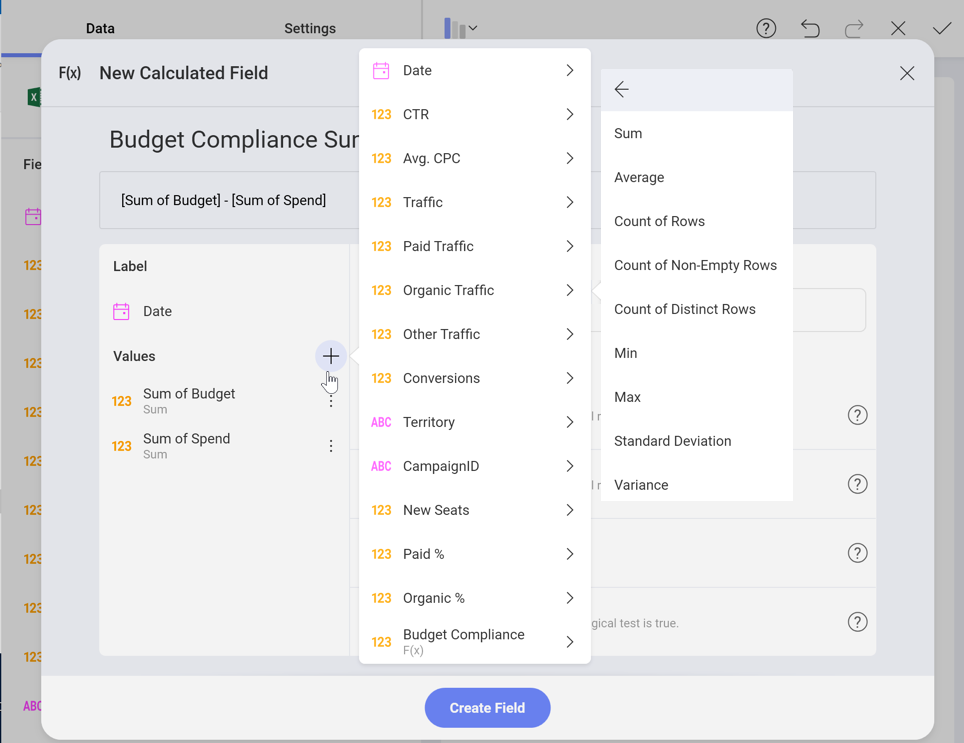 Data
Settings
F(x)
New Calculated Field
Budget Compliance Sum
[Sum of Budget] - [Sum of Spend]
Fie
Label
Date
Values
123 Sum of Budget
Sum
123 Sum of Spend
Sum
123
123
123
123
123
123
123
123
123
ABC
Date
123 CTR
123 Avg. CPC
123 Traffic
123 Paid Traffic
123 Organic Traffic
123 Other Traffic
123 Conversions
ABC Territory
ABC CampaignID
123 New Seats
123 Paid %
123 Organic %
123 Budget Compliance
F(x)
Sum
Average
Count of Rows
Count of Non-Empty Rows
Count of Distinct Rows
Min
Max
Standard Deviation
Variance
gical test is true.
Create Field